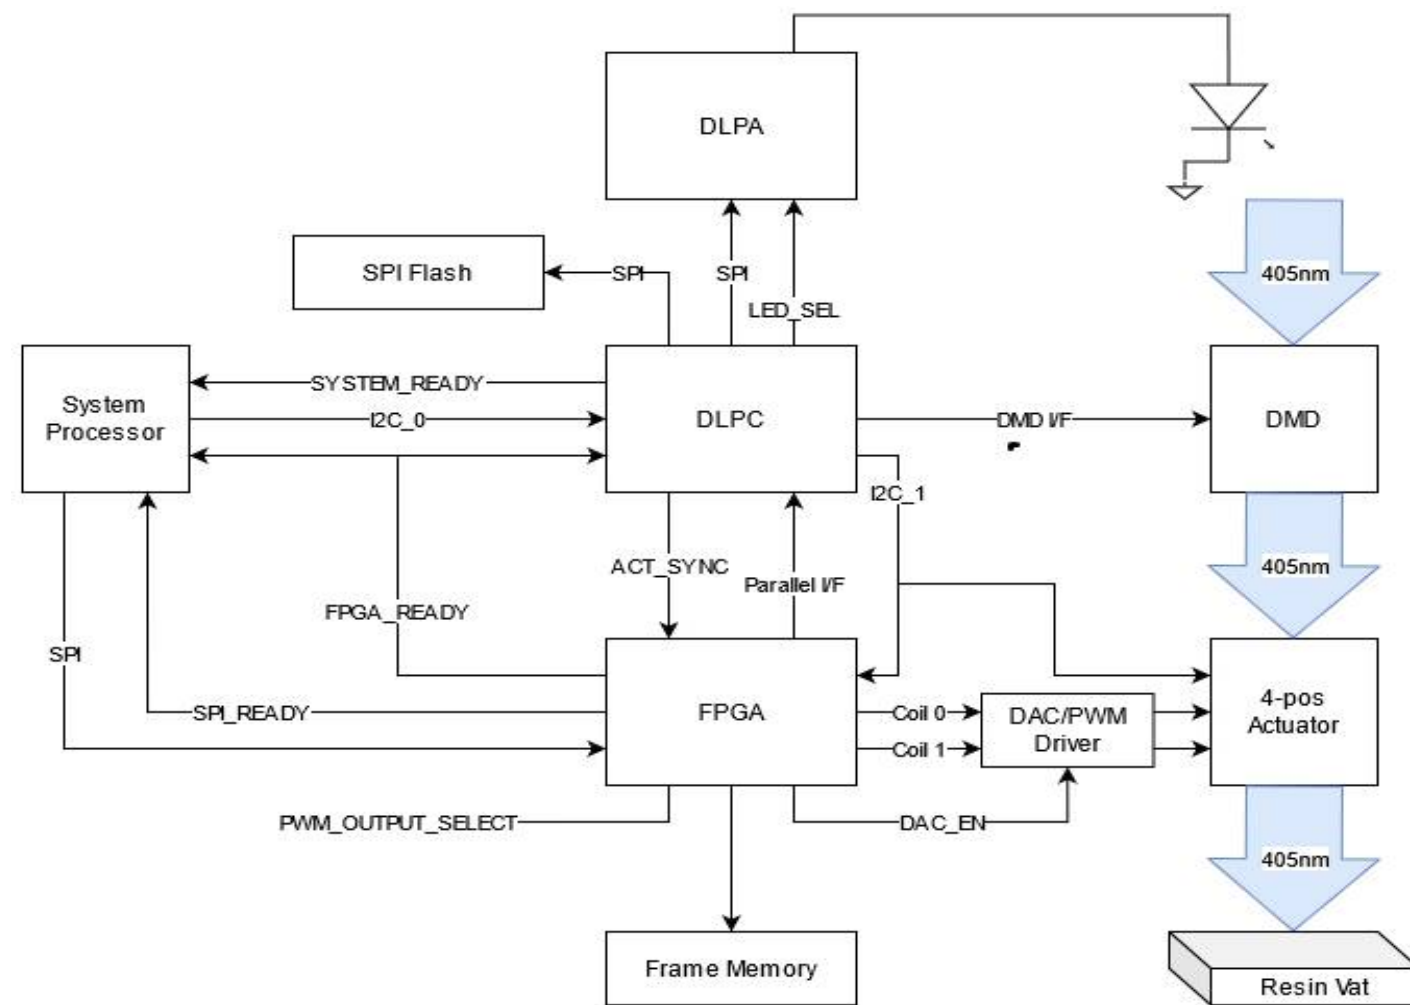 DLPA
SPI Flash
SPI
SPI
LED_SEL
405nm
System
Processor
SYSTEM_READY
I2C_0
DLPC
DMD I/F
DMD
I2C_1
ACT_SYNC
Parallel I/F
405nm
FPGA_READY
SPI
SPI_READY
FPGA
Coil 0
Coil 1
DAC/PWM
Driver
4-pos
Actuator
PWM_OUTPUT_SELECT
DAC_EN
405nm
Frame Memory
Resin Vat